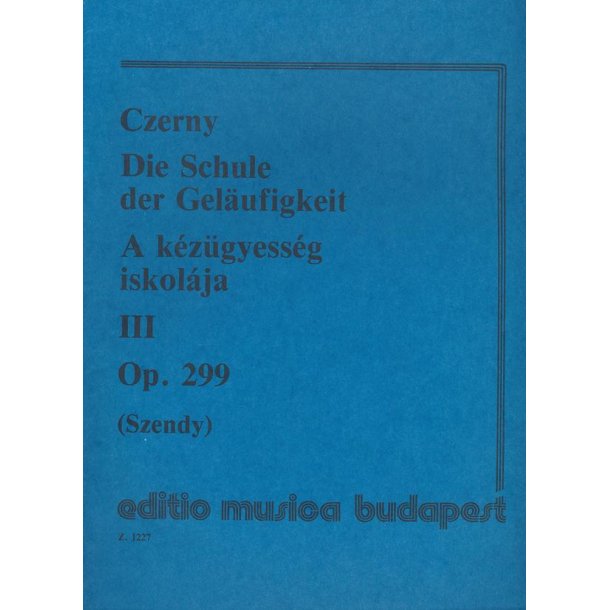 Czerny
Die Schule
der Geläufigkeit
A kézügyesség
iskolája
III
Op. 299
(Szendy)
editio musica budapest
Z. 1227